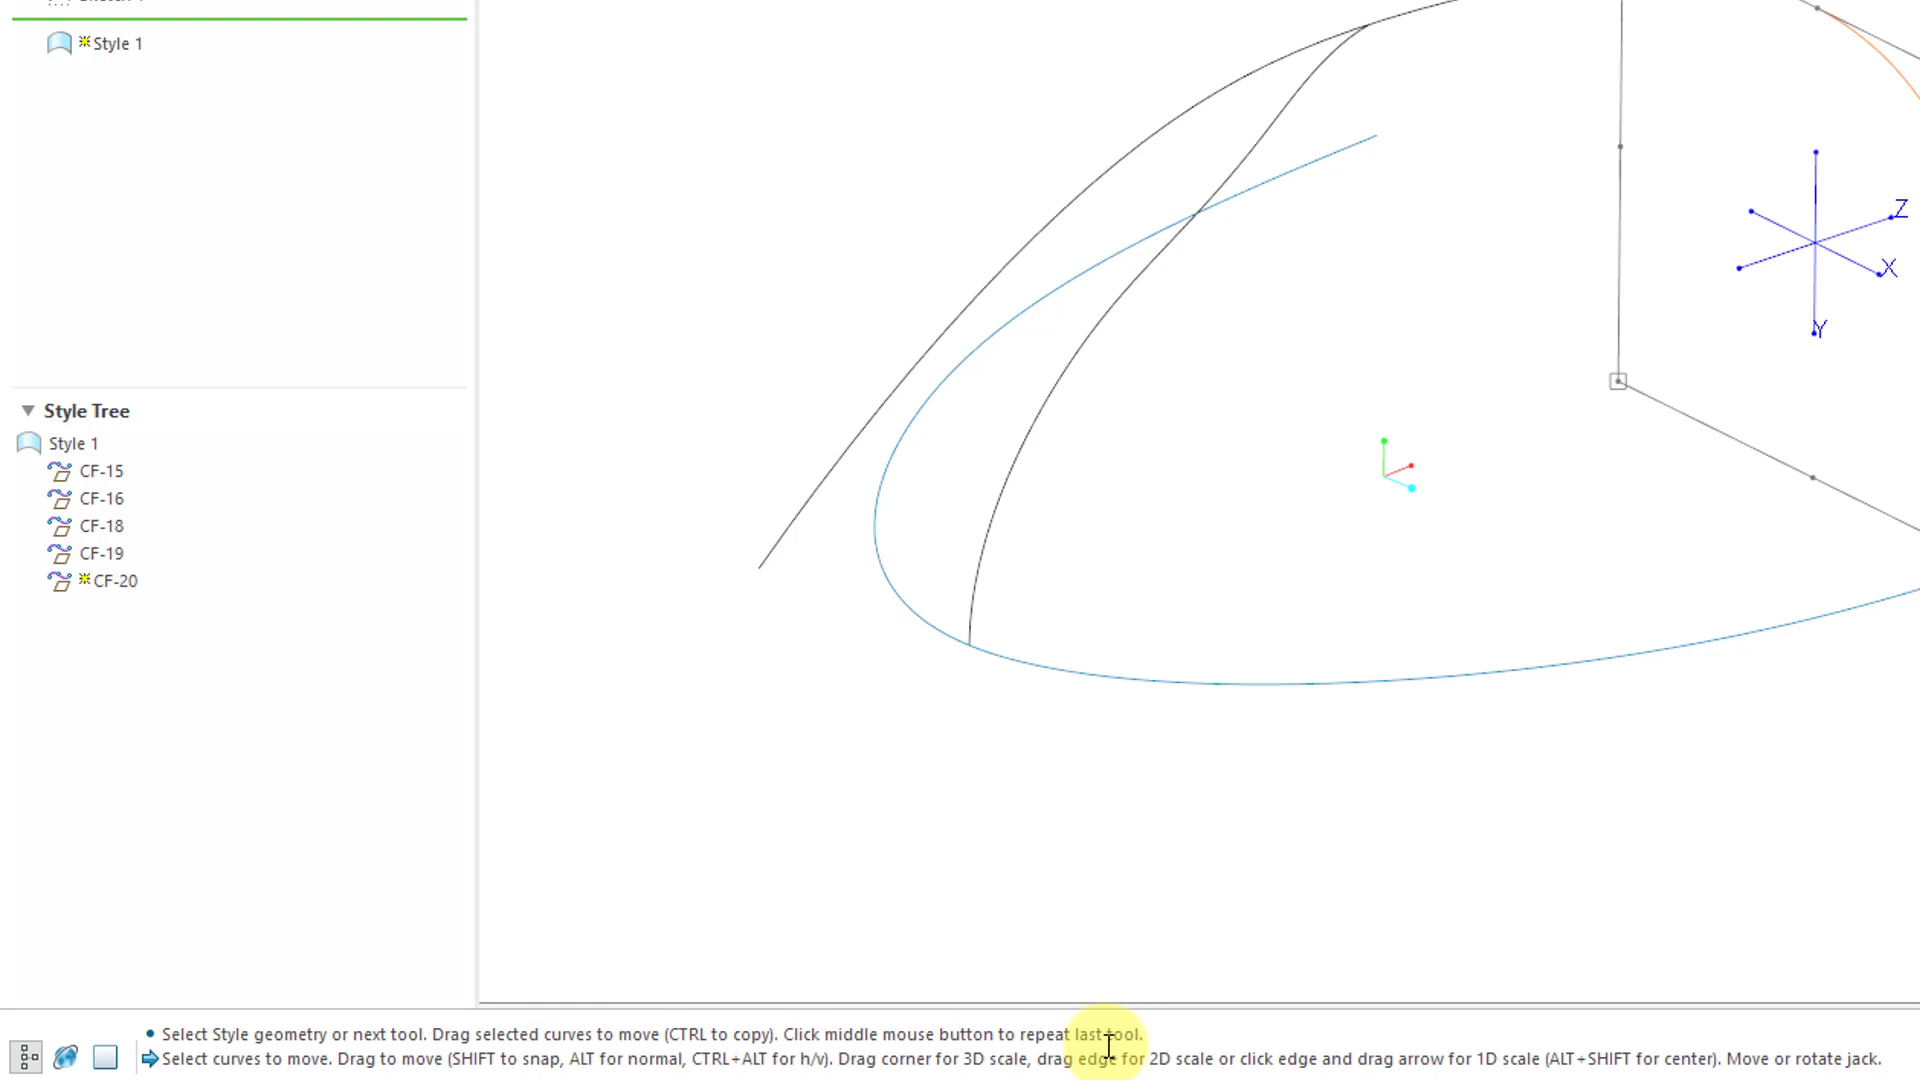 Style 1
Style Tree
Style 1
CF-15
CF-16
CF-18
CF-19
CF-20
Z
X
Y
Select Style geometry or next tool. Drag selected curves to move (CTRL to copy). Click middle mouse button to repeat last tool.
Select curves to move. Drag to move (SHIFT to snap, ALT for normal, CTRL+ALT for h/v). Drag corner for 3D scale, drag edge for 2D scale or click edge and drag arrow for 1D scale (ALT+SHIFT for center). Move or rotate jack.